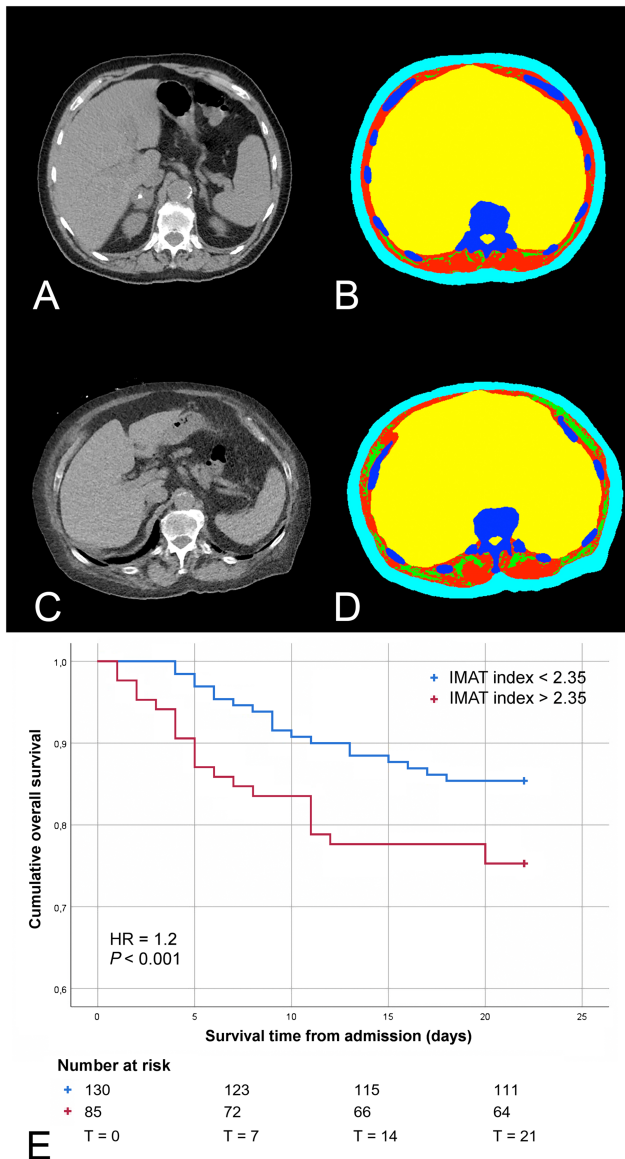 A
B
C
D
1,0
0,9
0,8
0,7
0,6
Cumulative overall survival
IMAT index < 2.35
IMAT index > 2.35
HR = 1.2
P < 0.001
0 5 10 15 20 25
Survival time from admission (days)
Number at risk
130 123 115 111
85 72 66 64
T = 0 T = 7 T = 14 T = 21
E